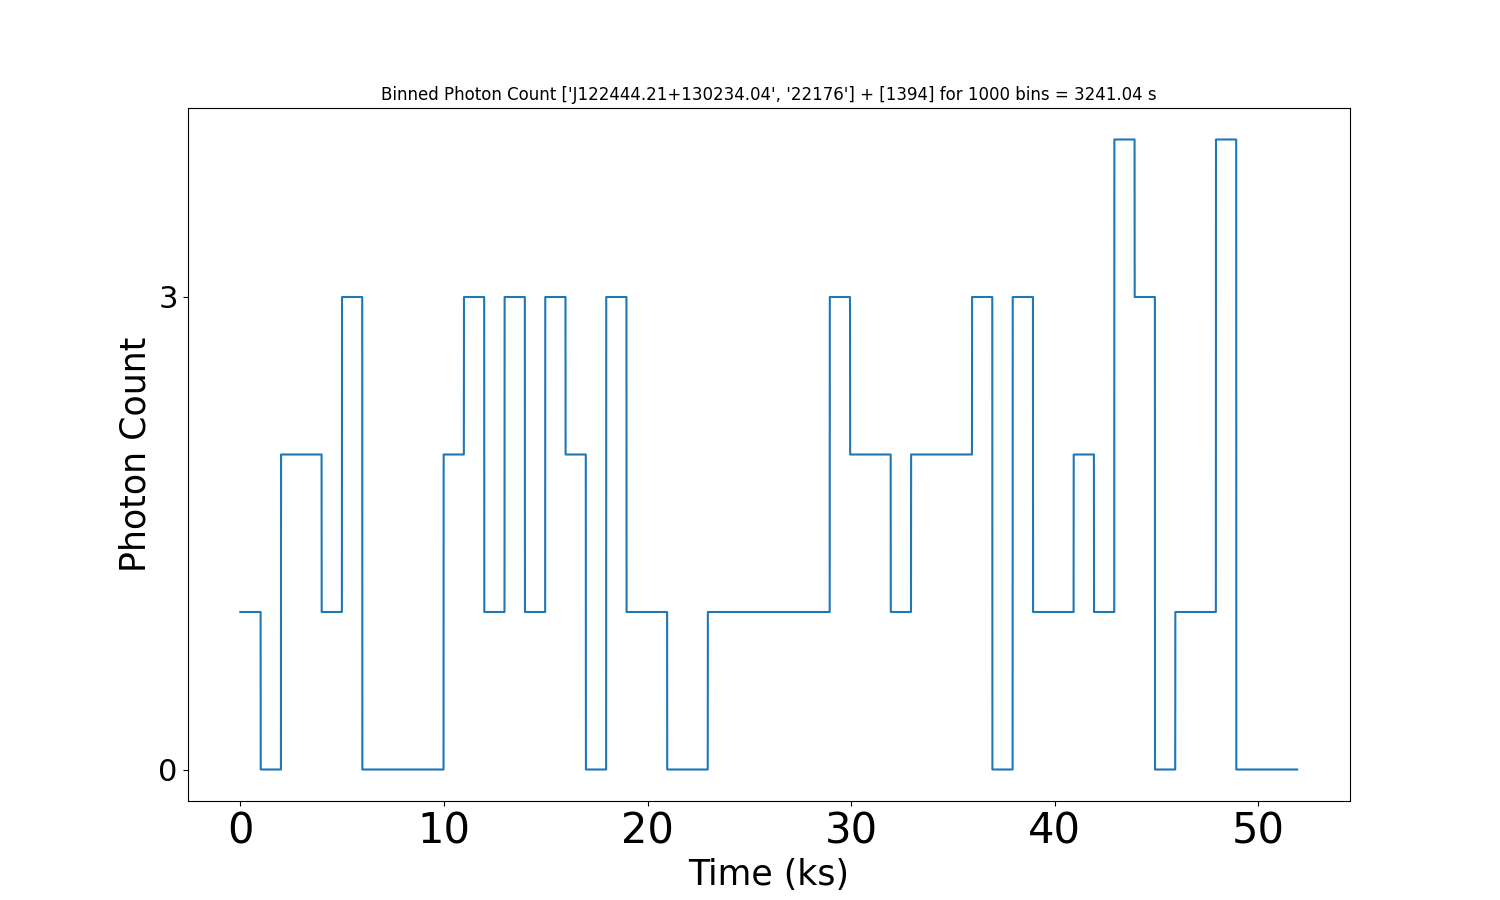 Binned Photon Count ['J122444.21+130234.04', '22176'] + [1394] for 1000 bins = 3241.04 s
Photon Count
3
0
0 10 20 30 40 50
Time (ks)